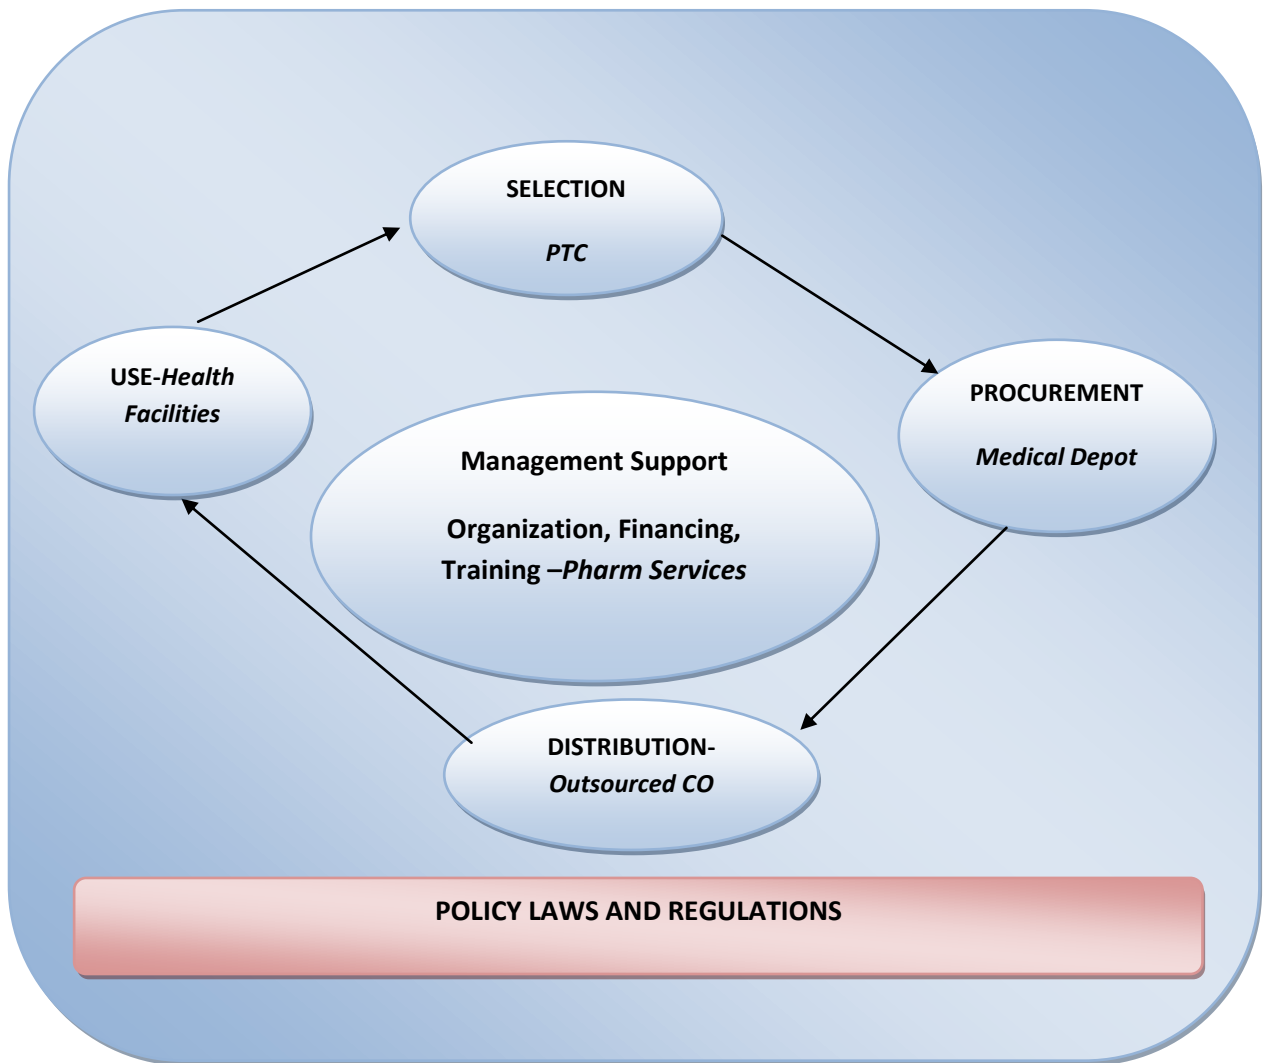 SELECTION
PTC
USE-Health
Facilities
PROCUREMENT
Medical Depot
Management Support
Organization, Financing,
Training –Pharm Services
DISTRIBUTION-
Outsourced CO
POLICY LAWS AND REGULATIONS